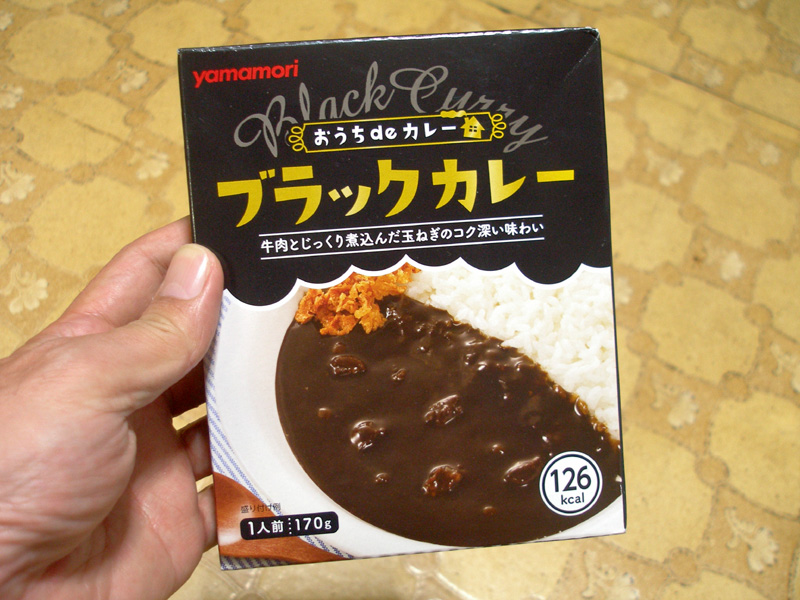 yamamori
Black Curry
おうちdeカレー
ブラックカレー
牛肉とじっくり煮込んだ玉ねぎのコク深い味わい
126
kcal
盛り付け例
1人前 170g